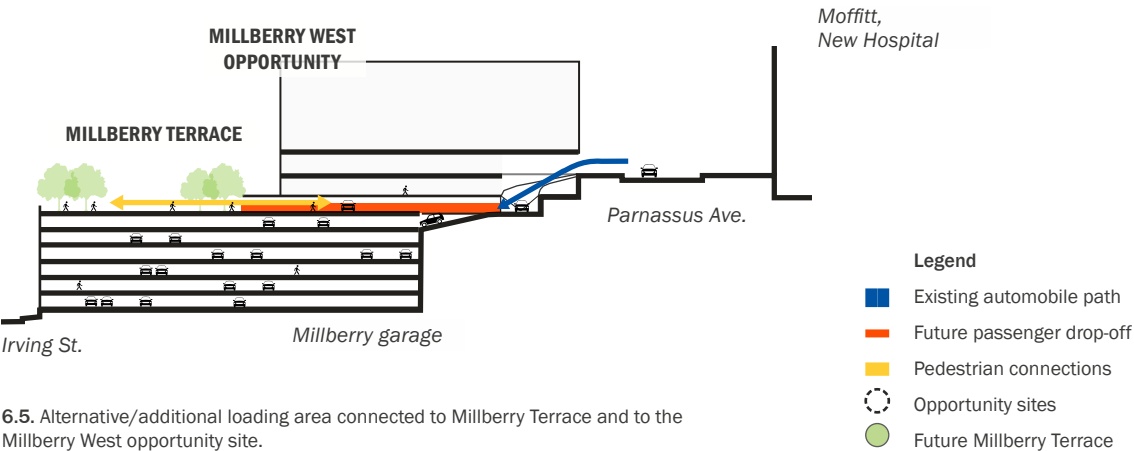 Moffitt,
New Hospital
MILLBERRY WEST
OPPORTUNITY
MILLBERRY TERRACE
Parnassus Ave.
Irving St.
Millberry garage
Legend
Existing automobile path
Future passenger drop-off
Pedestrian connections
Opportunity sites
Future Millberry Terrace
6.5. Alternative/additional loading area connected to Millberry Terrace and to the
Millberry West opportunity site.